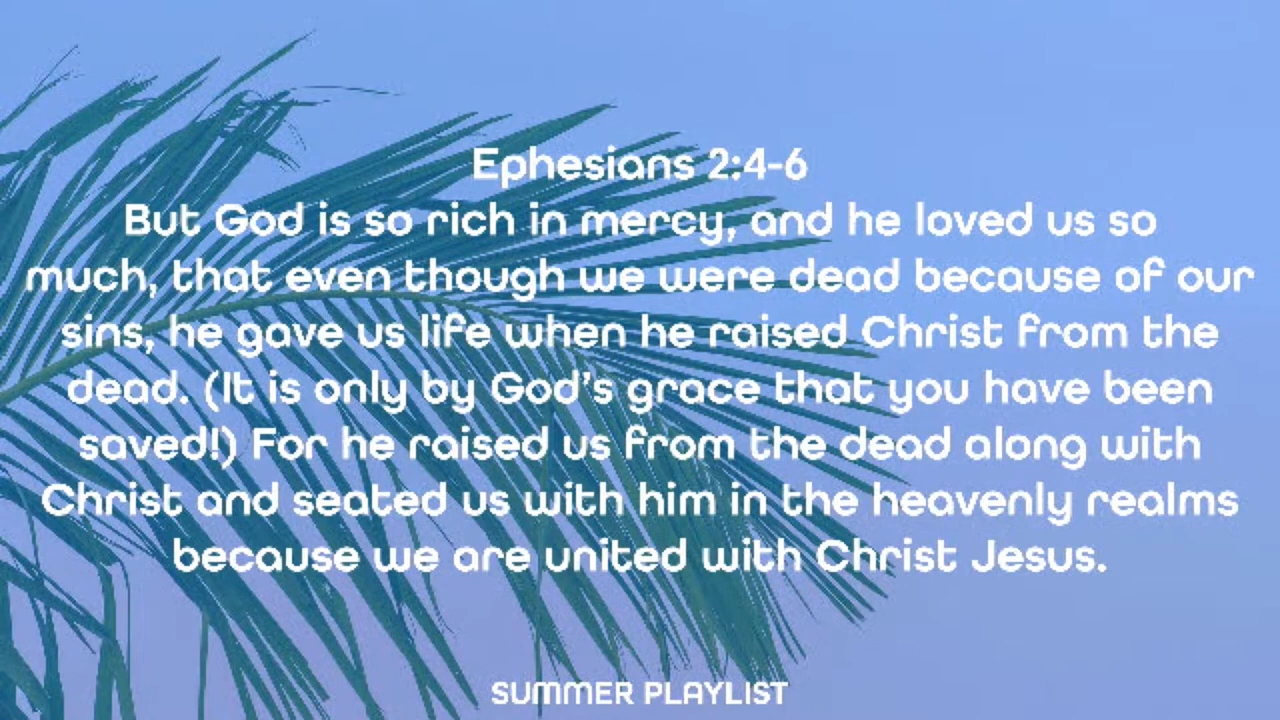 Ephesians 2:4-6
But God is so rich in mercy, and he loved us so
much, that even though we were dead because of our
sins, he gave us life when he raised Christ from the
dead. (It is only by God's grace that you have been
saved!) For he raised us from the dead along with
Christ and seated us with him in the heavenly realms
because we are united with Christ Jesus.
SUMMER PLAYLIST